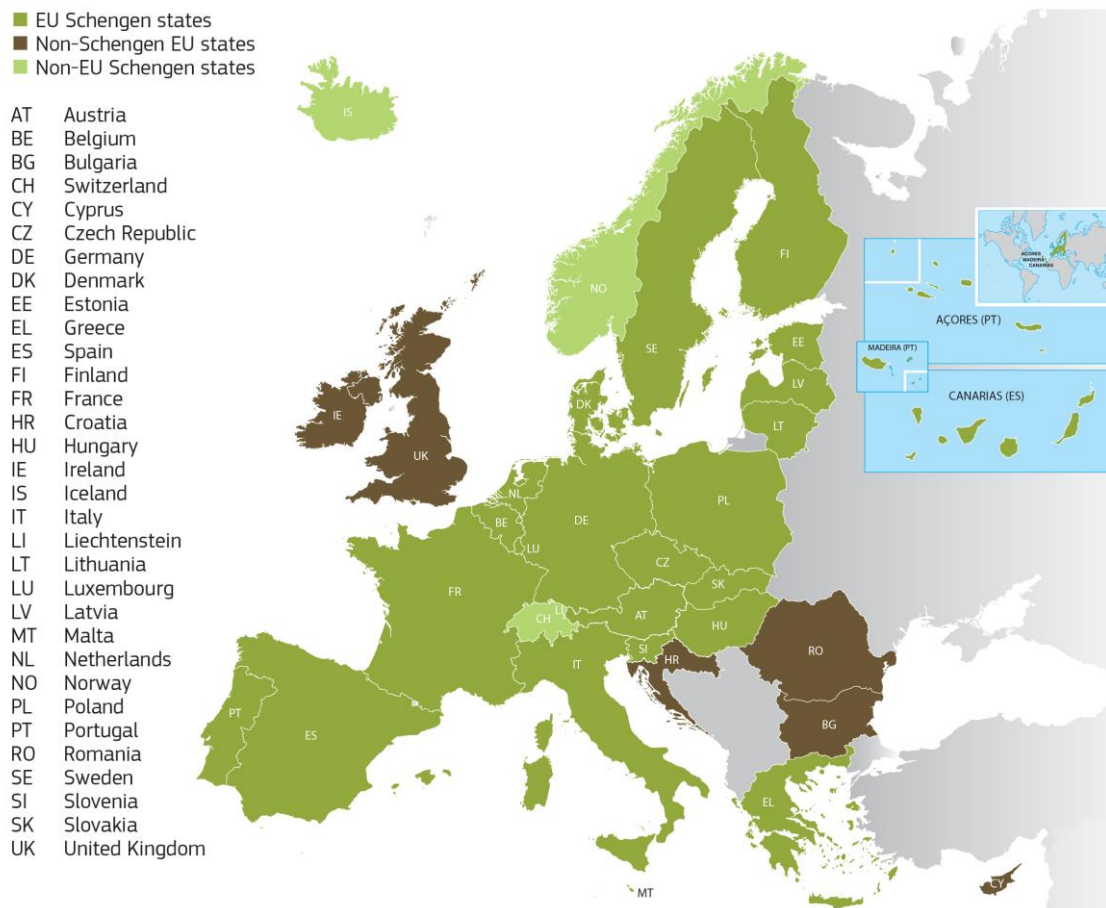 EU Schengen states
Non-Schengen EU states
Non-EU Schengen states
AT Austria
BE Belgium
BG Bulgaria
CH Switzerland
CY Cyprus
CZ Czech Republic
DE Germany
DK Denmark
EE Estonia
EL Greece
ES Spain
FI Finland
FR France
HR Croatia
HU Hungary
IE Ireland
IS Iceland
IT Italy
LI Liechtenstein
LT Lithuania
LU Luxembourg
LV Latvia
MT Malta
NL Netherlands
NO Norway
PL Poland
PT Portugal
RO Romania
SE Sweden
SI Slovenia
SK Slovakia
UK United Kingdom
IS
FI
NO
SE
EE
LV
LT
DK
IE
UK
NL
BE
LU
DE
PL
CZ
SK
FR
CH
LI
AT
HU
SI
HR
IT
RO
BG
PT
ES
EL
MT
CY
AÇORES
MADEIRA
CANARIAS
AÇORES (PT)
MADEIRA (PT)
CANARIAS (ES)